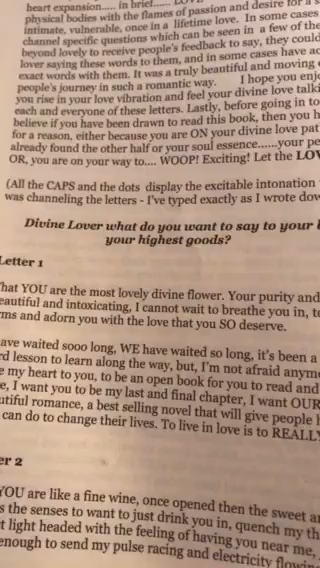 heart expansion..... in brief......
physical bodies with the flames of passion and desire for a s
intimate, vulnerable, once in a lifetime love. In some cases
channel specific questions which can be seen in a few of the
beyond lovely to receive people's feedback to say, they could
lover saying these words to them, and in some cases have ac
exact words with them. It was a truly beautiful and moving
people's journey in such a romantic way. I hope you enjo
you rise in your love vibration and feel your divine love talki
each and everyone of these letters. Lastly, before going in to
believe if you have been drawn to read this book, then you h
for a reason, either because you are ON your divine love pat
already found the other half or your soul essence......your pe
OR, you are on your way to.... WOOP! Exciting! Let the LOV
(All the CAPS and the dots display the excitable intonation
was channeling the letters - I've typed exactly as I wrote dow
Divine Lover what do you want to say to your l
your highest goods?
Letter 1
hat YOU are the most lovely divine flower. Your purity and
eautiful and intoxicating, I cannot wait to breathe you in, to
rms and adorn you with the love that you SO deserve.
ave waited sooo long, WE have waited so long, it's been a
rd lesson to learn along the way, but, I'm not afraid anym
e my heart to you, to be an open book for you to read and
e, I want you to be my last and final chapter, I want OUR
utiful romance, a best selling novel that will give people h
can do to change their lives. To live in love is to REALL
er 2
YOU are like a fine wine, once opened then the sweet ar
s the senses to want to just drink you in, quench my th
t light headed with the feeling of having you near me,
enough to send my pulse racing and electricity flowin